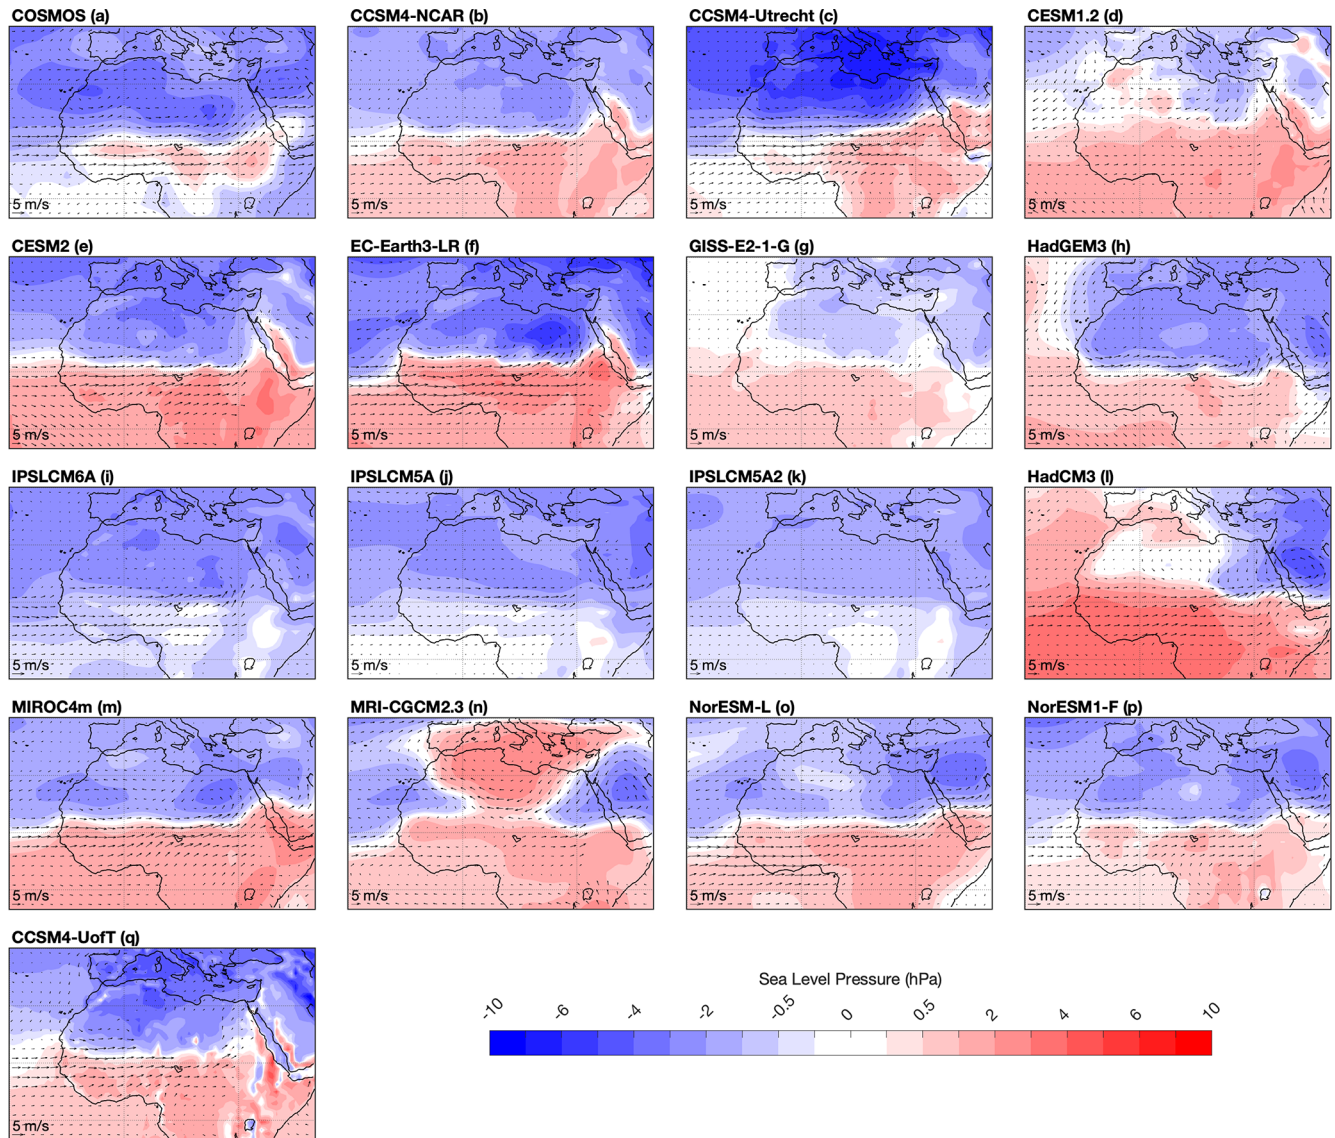 COSMOS (a)
CCSM4-NCAR (b)
CCSM4-Utrecht (c)
CESM1.2 (d)
5 m/s
5 m/s
5 m/s
5 m/s
CESM2 (e)
EC-Earth3-LR (f)
GISS-E2-1-G (g)
HadGEM3 (h)
5 m/s
5 m/s
5 m/s
5 m/s
IPSLCM6A (i)
IPSLCM5A (j)
IPSLCM5A2 (k)
HadCM3 (l)
5 m/s
5 m/s
5 m/s
5 m/s
MIROC4m (m)
MRI-CGCM2.3 (n)
NorESM-L (o)
NorESM1-F (p)
5 m/s
5 m/s
5 m/s
5 m/s
CCSM4-UofT (q)
5 m/s
Sea Level Pressure (hPa)
-10 -6 -4 -2 -0.5 0 0.5 2 4 6 10